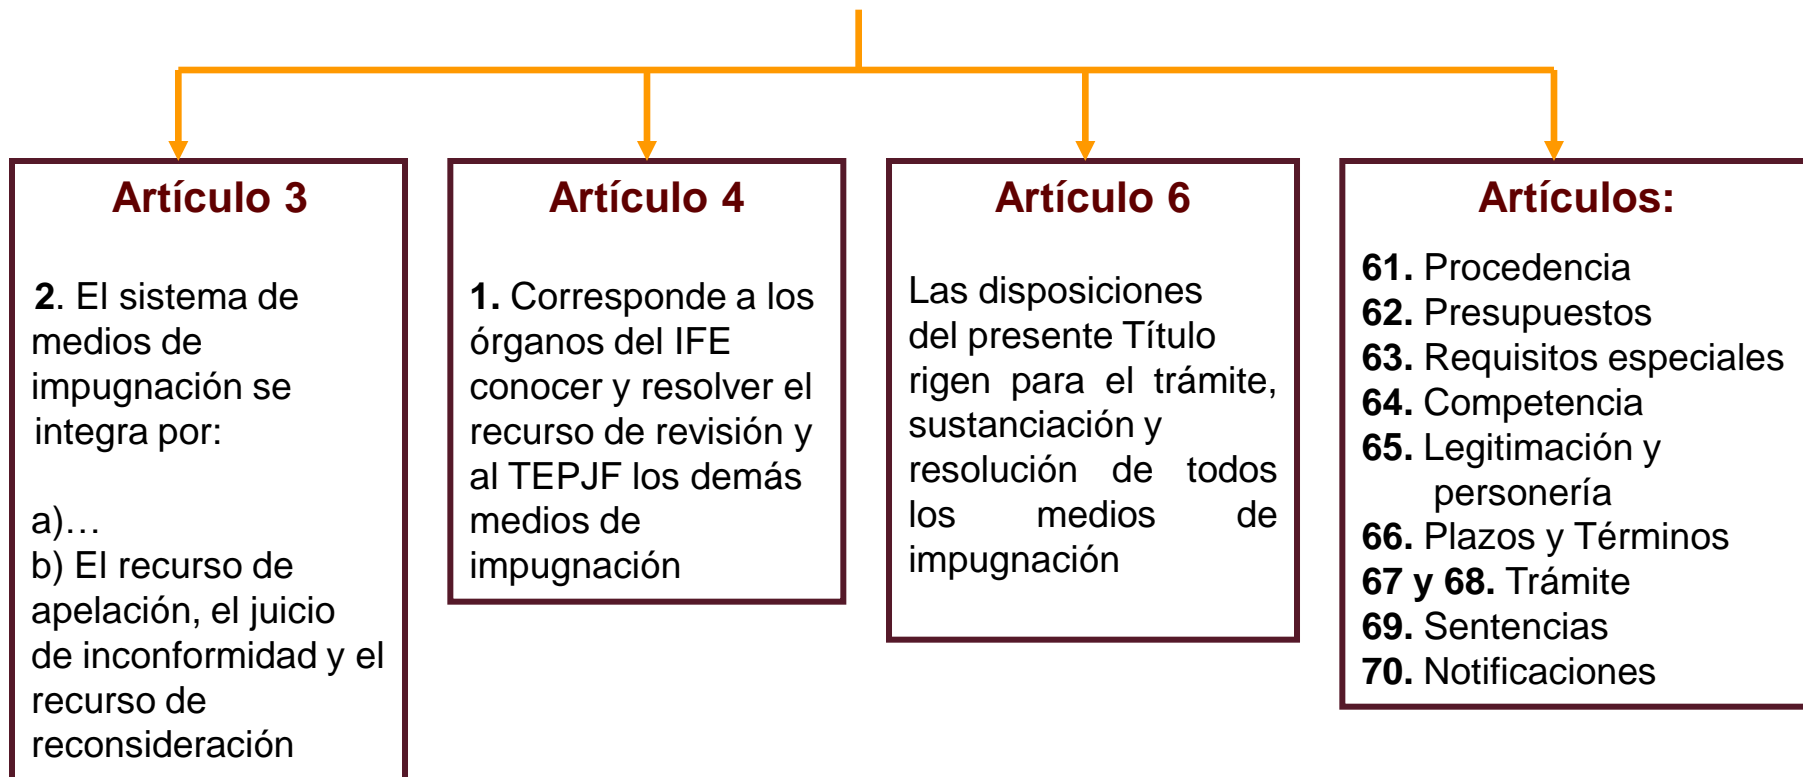 Artículo 3
2. El sistema de
medios de
impugnación se
integra por:
a)…
b) El recurso de
apelación, el juicio
de inconformidad y el
recurso de
reconsideración
Artículo 4
1. Corresponde a los
órganos del IFE
conocer y resolver el
recurso de revisión y
al TEPJF los demás
medios de
impugnación
Artículo 6
Las disposiciones
del presente Título
rigen para el trámite,
sustanciación y
resolución de todos
los medios de
impugnación
Artículos:
61. Procedencia
62. Presupuestos
63. Requisitos especiales
64. Competencia
65. Legitimación y
personería
66. Plazos y Términos
67 y 68. Trámite
69. Sentencias
70. Notificaciones